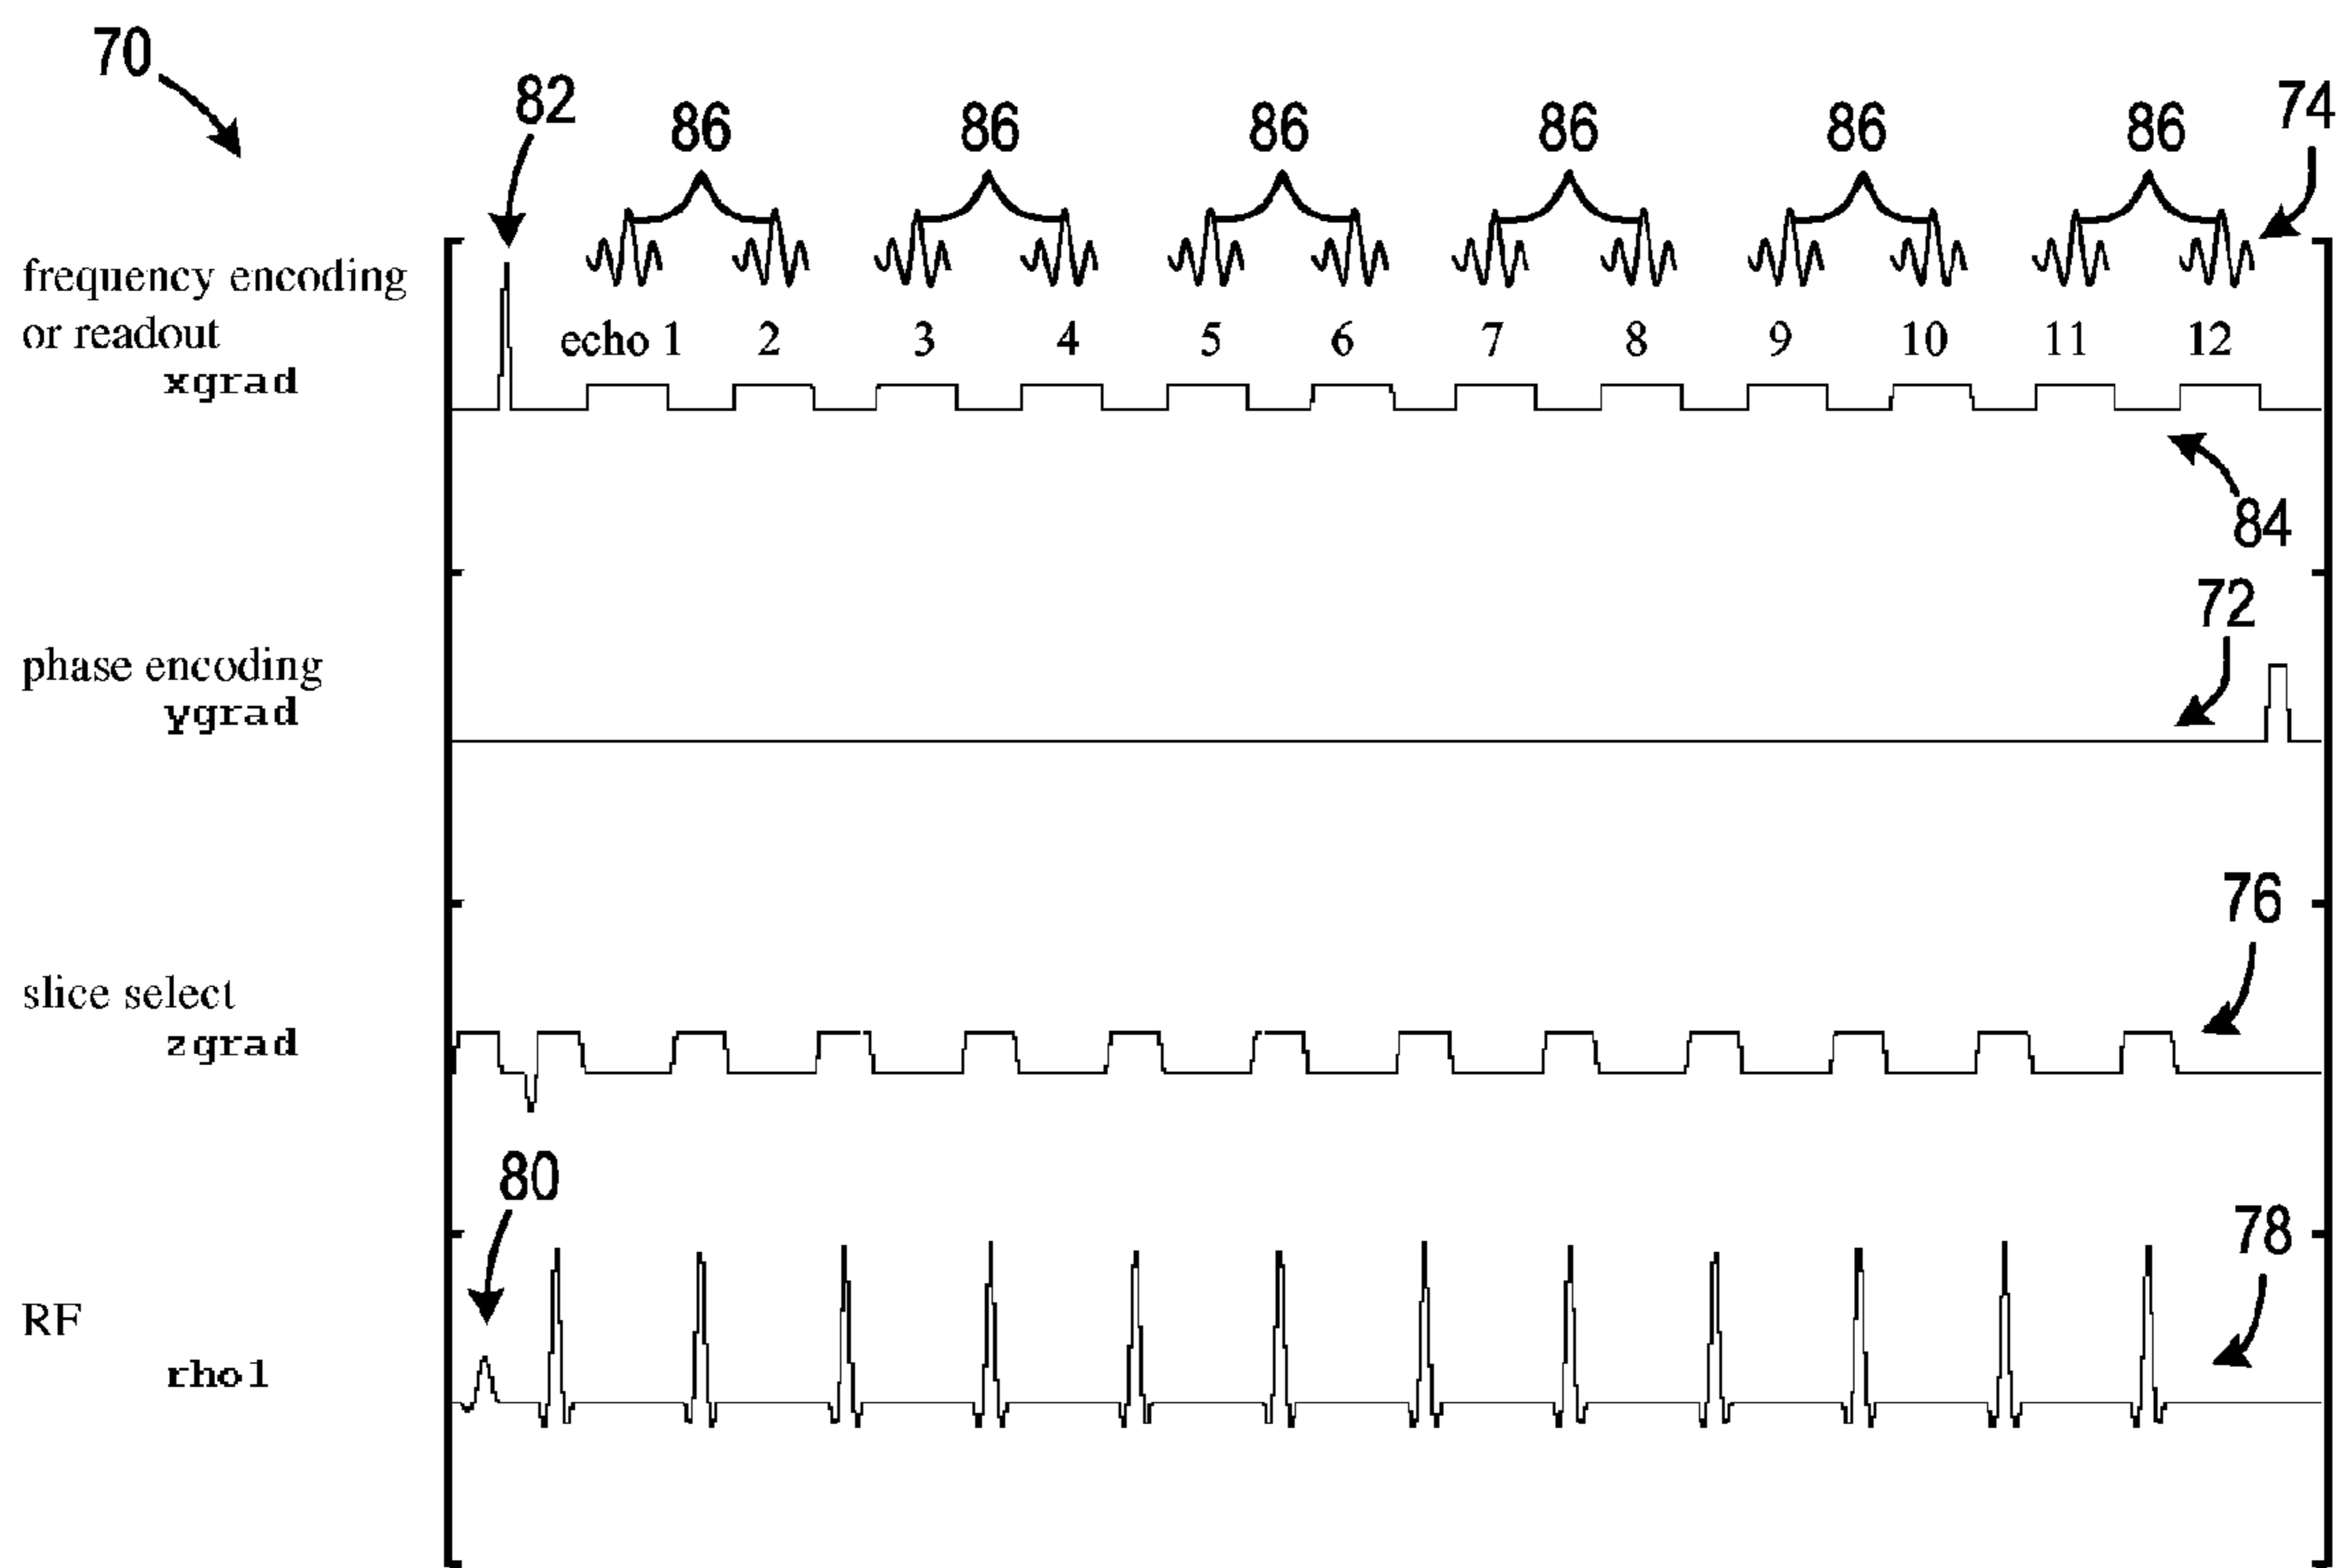 70
82
86 86 86 86 86 86
74
frequency encoding
or readout
xgrad
echo 1 2 3 4 5 6 7 8 9 10 11 12
84
72
phase encoding
ygrad
76
slice select
zgrad
80
78
RF
rho1